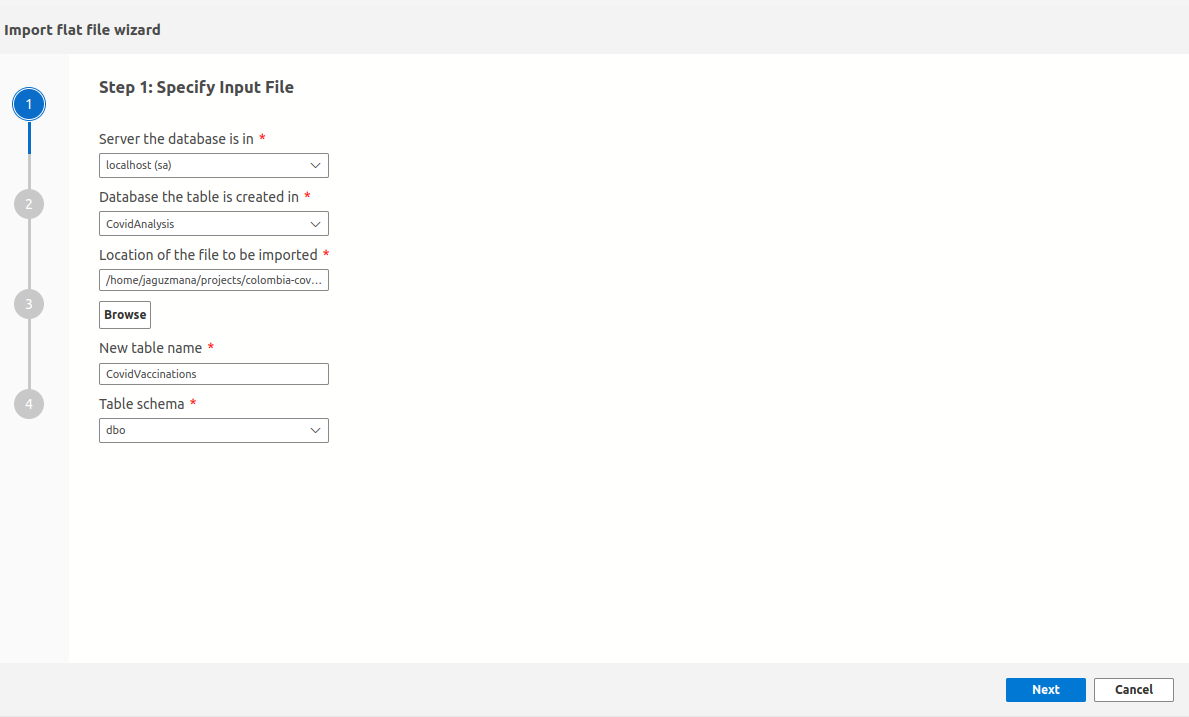 Import flat file wizard
1
2
3
4
Step 1: Specify Input File
Server the database is in *
localhost (sa)
Database the table is created in *
CovidAnalysis
Location of the file to be imported *
/home/jaguzmana/projects/colombia-cov...
Browse
New table name *
CovidVaccinations
Table schema *
dbo
Next
Cancel